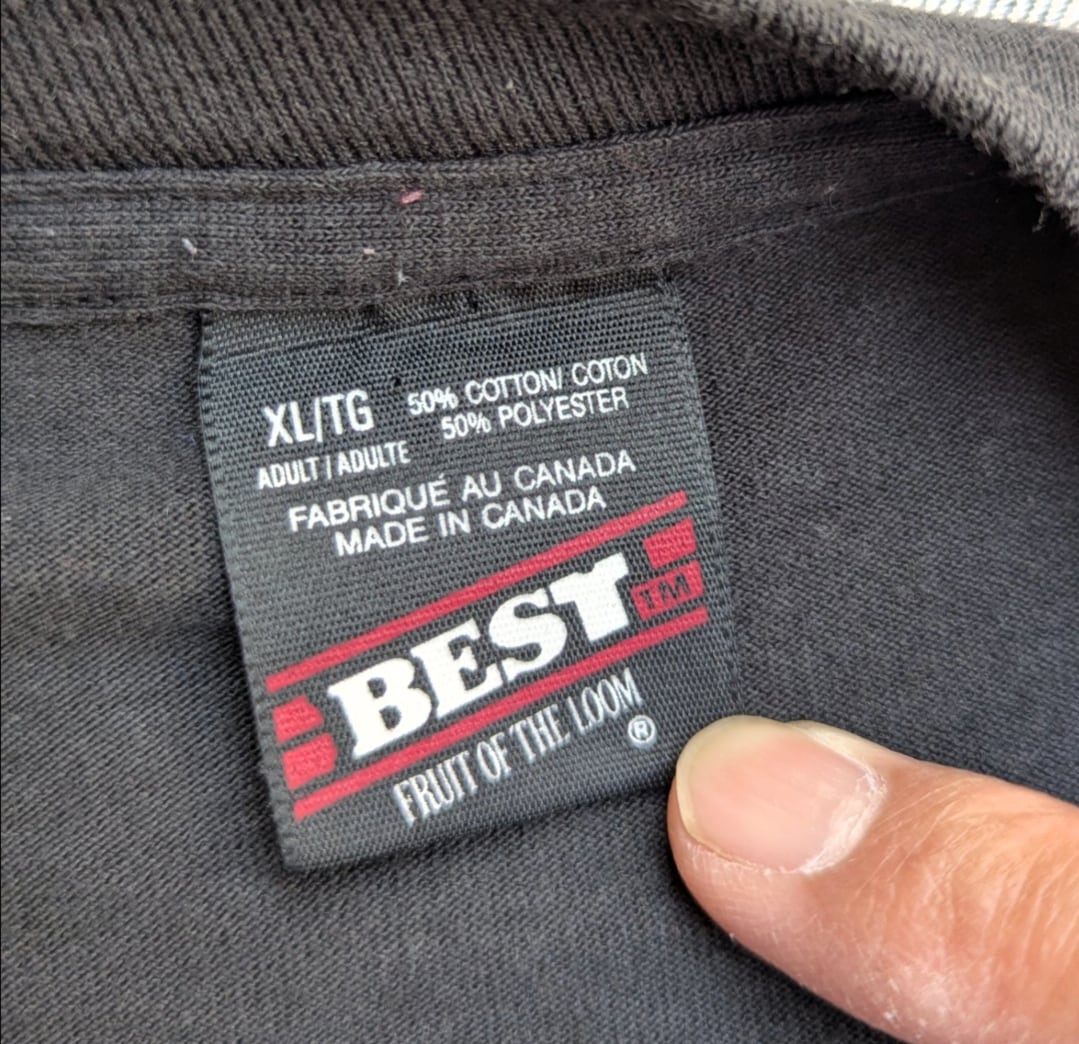 XL/TG 50% COTTON/ COTON
50% POLYESTER
ADULT / ADULTE
FABRIQUÉ AU CANADA
MADE IN CANADA
BEST TM
FRUIT OF THE LOOM
®